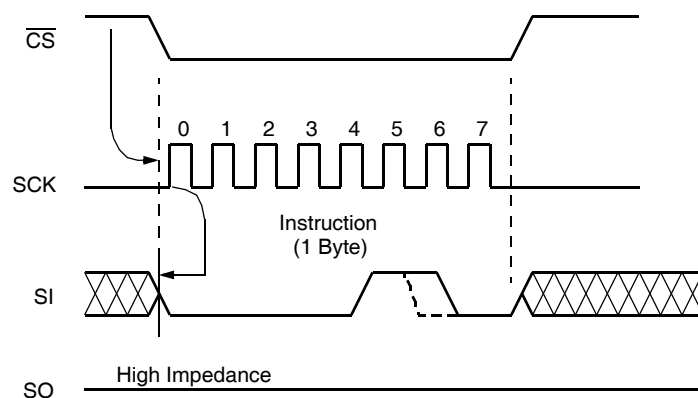 CS
0 1 2 3 4 5 6 7
SCK
Instruction
(1 Byte)
SI
High Impedance
SO